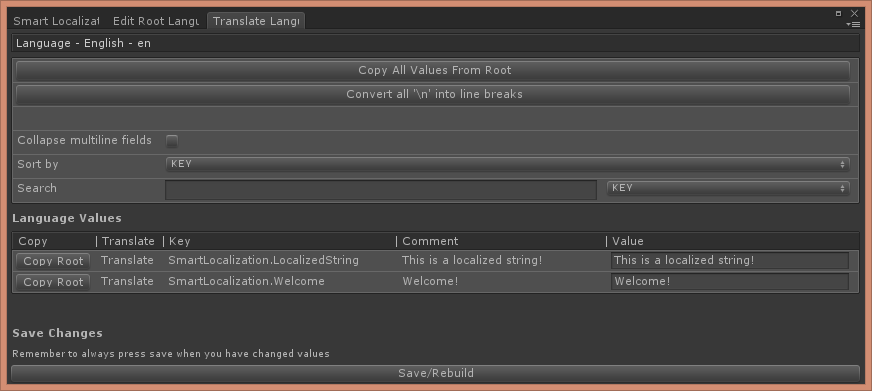 Smart Localizat Edit Root Langu Translate Langu
Language - English - en
Copy All Values From Root
Convert all '\n' into line breaks
Collapse multiline fields
Sort by KEY
Search KEY
Language Values
Copy | Translate | Key | Comment | Value
Copy Root Translate SmartLocalization.LocalizedString This is a localized string! This is a localized string!
Copy Root Translate SmartLocalization.Welcome Welcome! Welcome!
Save Changes
Remember to always press save when you have changed values
Save/Rebuild